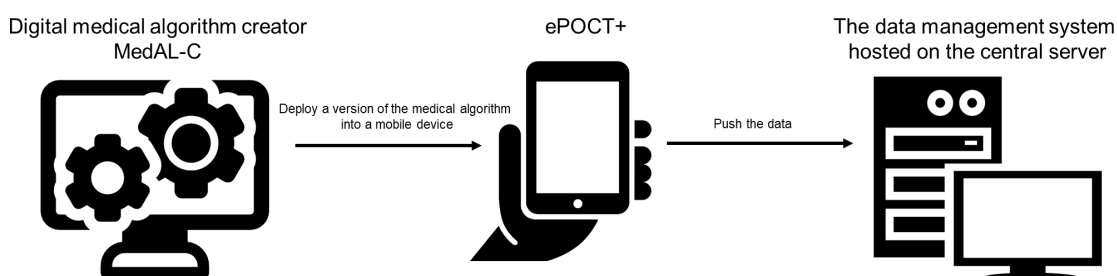 Digital medical algorithm creator
MedAL-C
Deploy a version of the medical algorithm
into a mobile device
ePOCT+
Push the data
The data management system
hosted on the central server